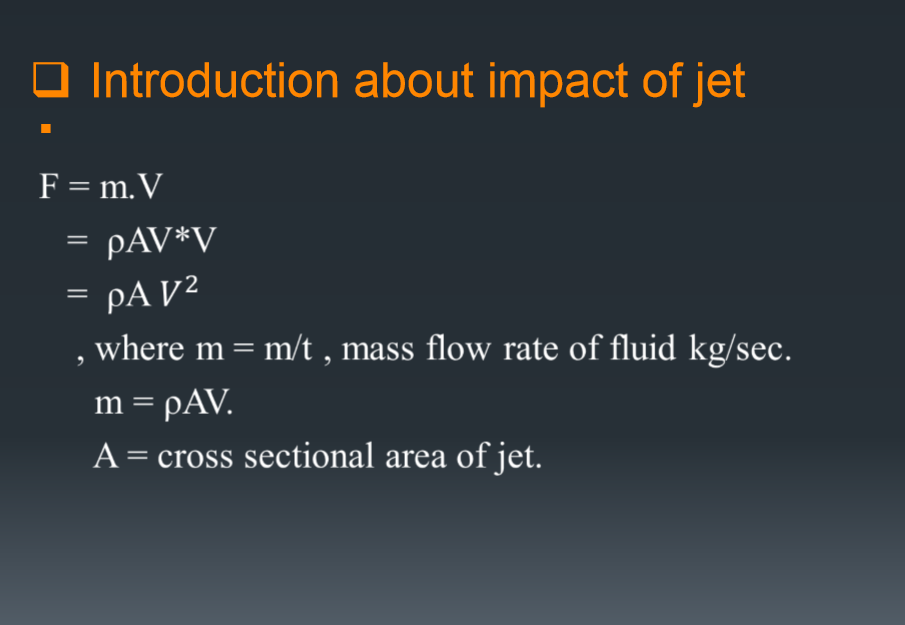 ❑ Introduction about impact of jet
▪
F = m.V
= ρAV*V
= ρA V²
, where m = m/t , mass flow rate of fluid kg/sec.
m = ρAV.
A = cross sectional area of jet.